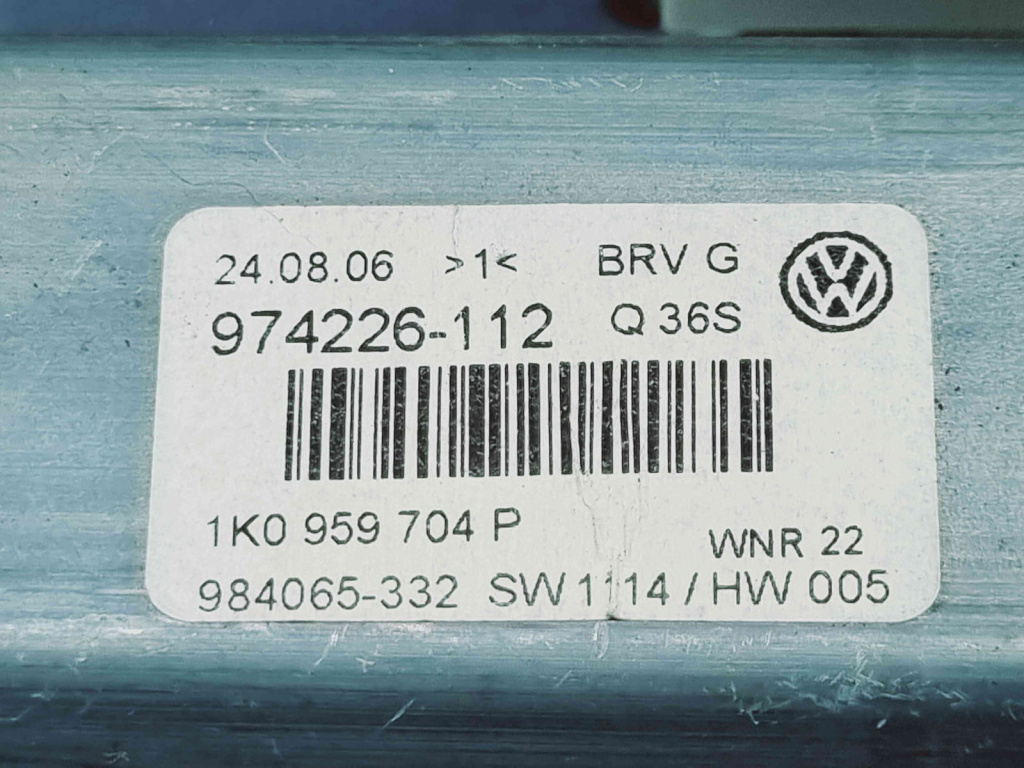 24.08.06 >1< BRV G
974226-112 Q 36S
1K0 959 704 P
WNR 22
984065-332 SW 1114 / HW 005